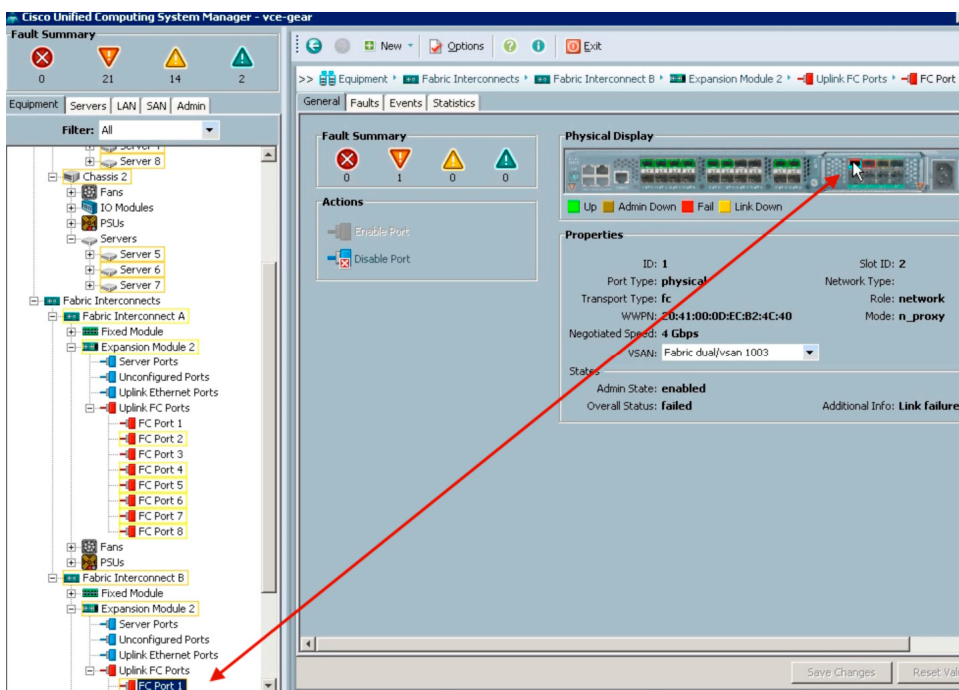 Cisco Unified Computing System Manager - vce-gear
Fault Summary
0 21 14 2
Equipment Servers LAN SAN Admin
Filter: All
Server 8
Chassis 2
Fans
IO Modules
PSUs
Servers
Server 5
Server 6
Server 7
Fabric Interconnects
Fabric Interconnect A
Fixed Module
Expansion Module 2
Server Ports
Unconfigured Ports
Uplink Ethernet Ports
Uplink FC Ports
FC Port 1
FC Port 2
FC Port 3
FC Port 4
FC Port 5
FC Port 6
FC Port 7
FC Port 8
Fans
PSUs
Fabric Interconnect B
Fixed Module
Expansion Module 2
Server Ports
Unconfigured Ports
Uplink Ethernet Ports
Uplink FC Ports
FC Port 1
New Options Exit
>> Equipment Fabric Interconnects Fabric Interconnect B Expansion Module 2 Uplink FC Ports FC Port
General Faults Events Statistics
Fault Summary
0 1 0 0
Actions
Enable Port
Disable Port
Physical Display
Up Admin Down Fail Link Down
Properties
ID: 1 Slot ID: 2
Port Type: physical Network Type:
Transport Type: fc Role: network
WWPN: 20:41:00:0D:EC:B2:4C:40 Mode: n_proxy
Negotiated Speed: 4 Gbps
VSAN: Fabric dual/vsan 1003
States
Admin State: enabled
Overall Status: failed Additional Info: Link failure
Save Changes Reset Val